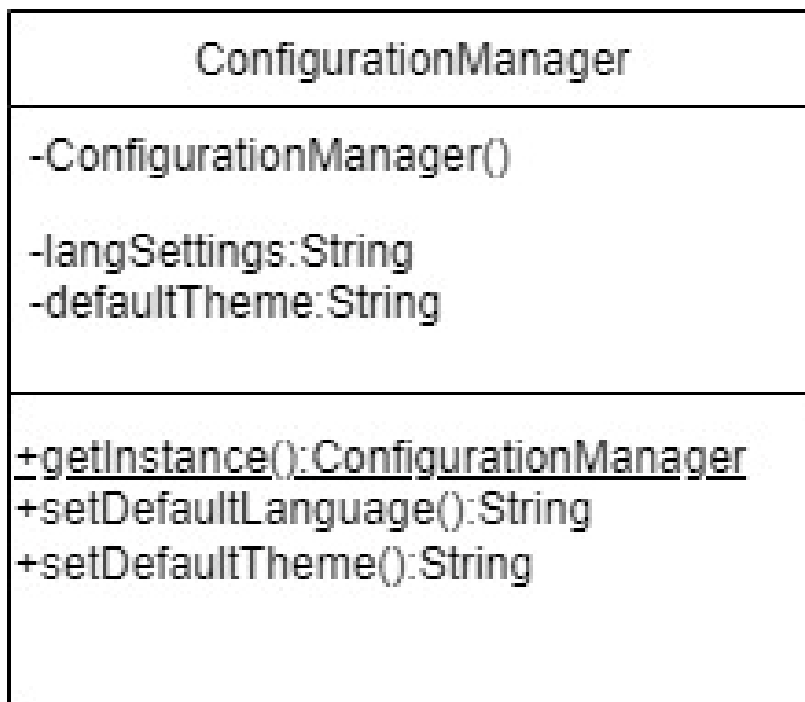 ConfigurationManager
-ConfigurationManager()
-langSettings:String
-defaultTheme:String
+getInstance():ConfigurationManager
+setDefaultLanguage():String
+setDefaultTheme():String